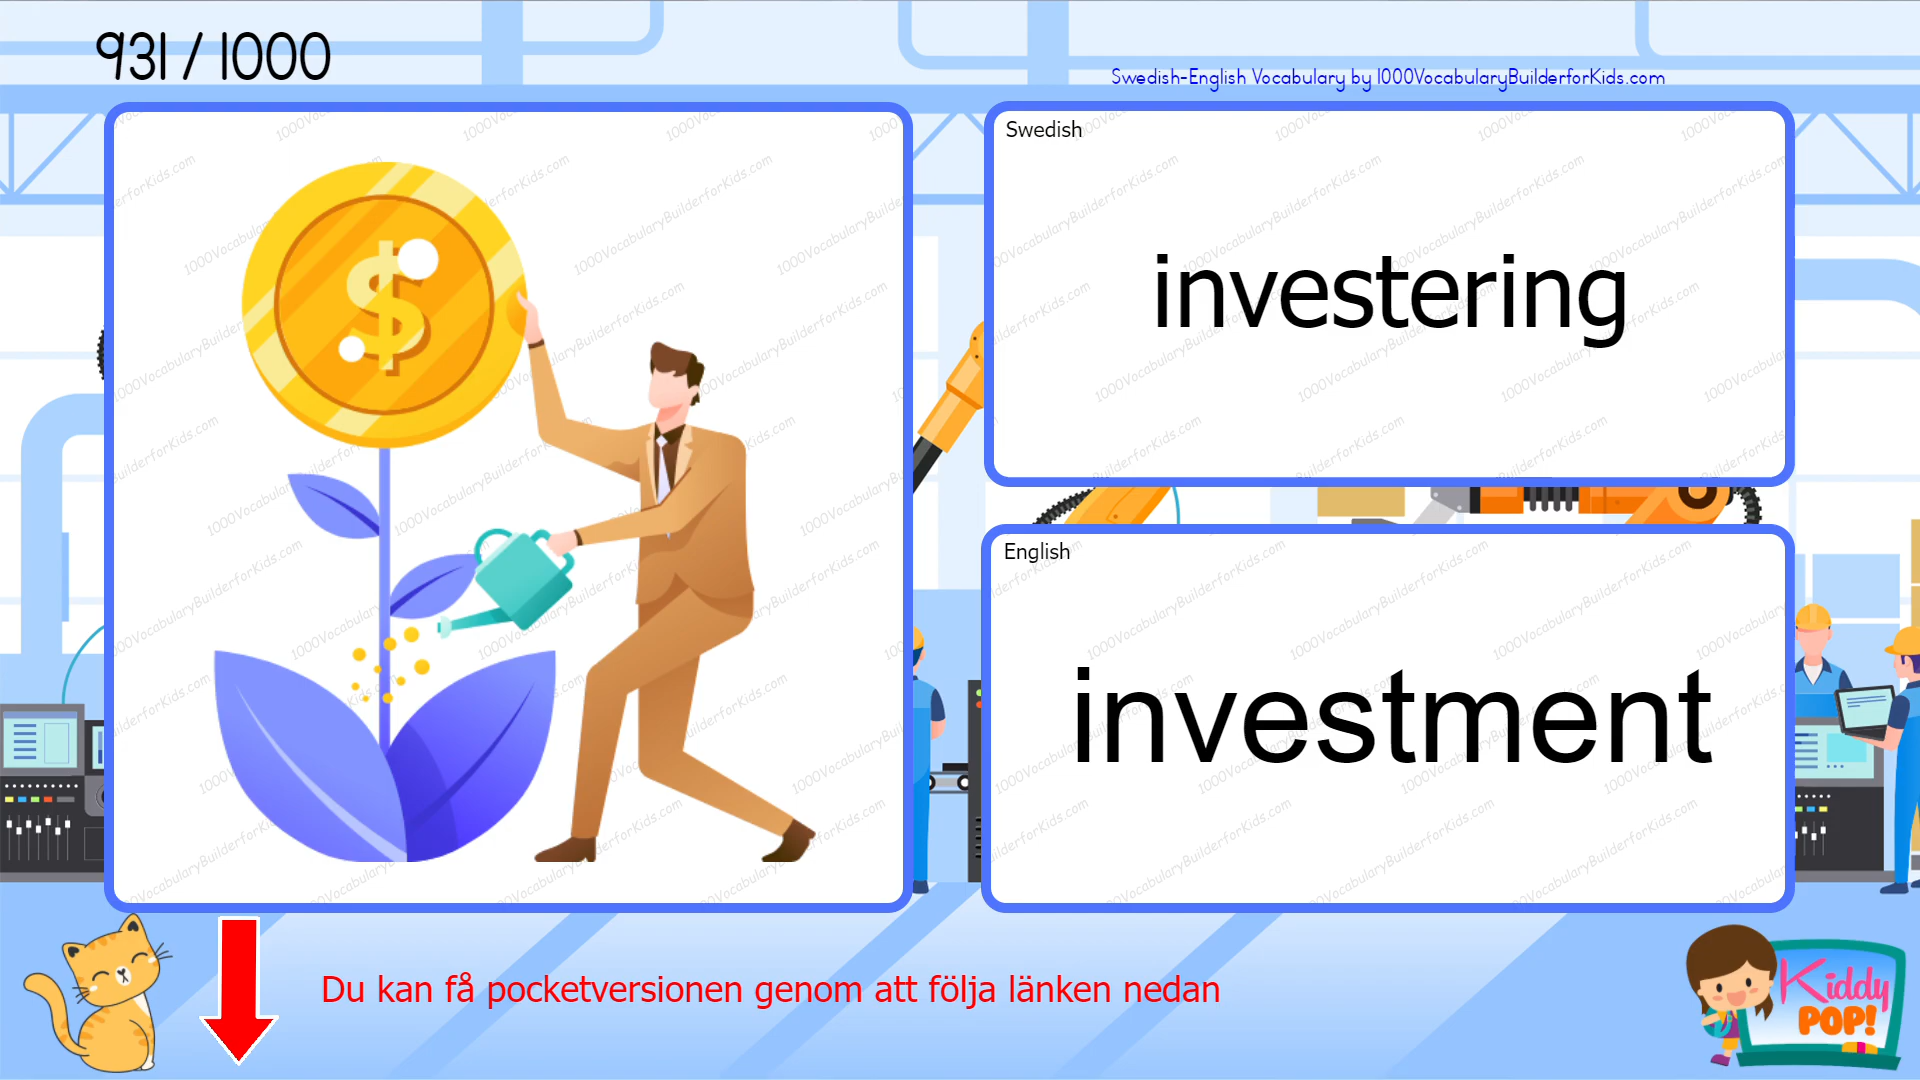 931 / 1000
Swedish-English Vocabulary by 1000VocabularyBuilderforKids.com
$
Swedish
investering
English
investment
Du kan få pocketversionen genom att följa länken nedan
Kiddy
POP!